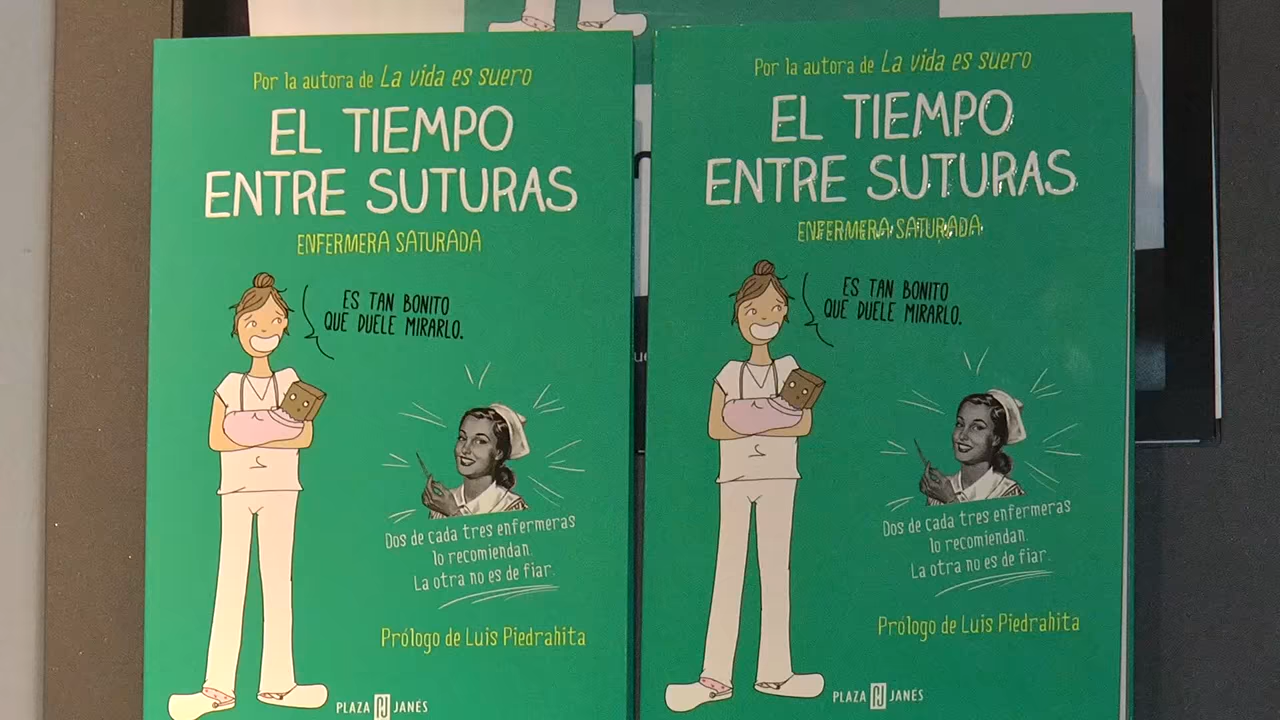 Por la autora de La vida es suero
EL TIEMPO
ENTRE SUTURAS
ENFERMERA SATURADA
ES TAN BONITO
QUE DUELE MIRARLO.
Dos de cada tres enfermeras
lo recomiendan.
La otra no es de fiar.
Prólogo de Luis Piedrahita
PLAZA PJ JANÉS
Por la autora de La vida es suero
EL TIEMPO
ENTRE SUTURAS
ENFERMERA SATURADA
ES TAN BONITO
QUE DUELE MIRARLO.
Dos de cada tres enfermeras
lo recomiendan.
La otra no es de fiar.
Prólogo de Luis Piedrahita
PLAZA PJ JANÉS